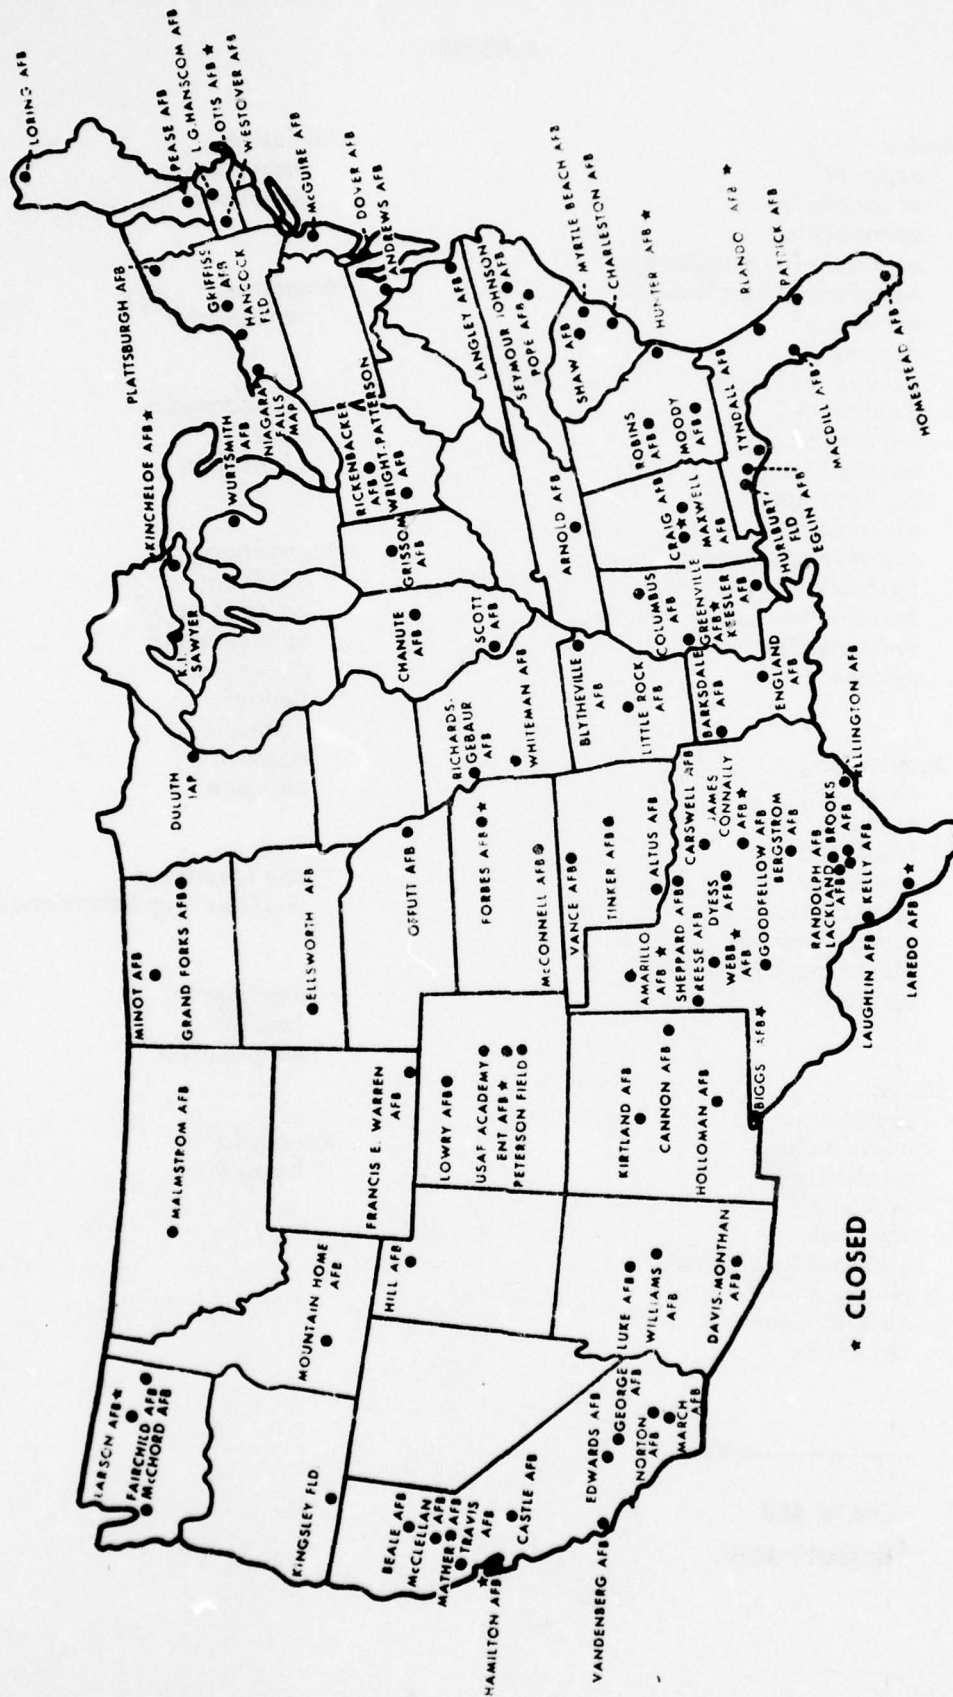 LARSON AFB ★
FAIRCHILD AFB
McCHORD AFB
KINGSLEY FLD.
BEALE AFB
McCLELLAN
AFB
MATHER AFB
TRAVIS
AFB
HAMILTON AFB
★
CASTLE AFB
VANDENBERG AFB
EDWARDS AFB
GEORGE
AFB
NORTON
AFB
MARCH
AFB
MALMSTROM AFB
MOUNTAIN HOME
AFB
HILL AFB
LUKE AFB
WILLIAMS
AFB
DAVIS-MONTHAN
AFB
FRANCIS E. WARREN
AFB
LOWRY AFB
USAF ACADEMY
ENT AFB ★
PETERSON FIELD
KIRTLAND AFB
CANNON AFB
HOLLOMAN AFB
BIGGS AFB ★
MINOT AFB
GRAND FORKS AFB
ELLSWORTH AFB
OFFUTT AFB
FORBES AFB ★
McCONNELL AFB
VANCE AFB
TINKER AFB
ALTUS AFB
AMARILLO
AFB ★
SHEPPARD AFB
REESE AFB
DYESS
AFB
WEBB ★
AFB
GOODFELLOW AFB
CARSWELL AFB
JAMES
CONNALLY
AFB ★
BERGSTROM
AFB
RANDOLPH AFB
LACKLAND
AFB
BROOKS
AFB
KELLY AFB
LAUGHLIN AFB
LAREDO AFB ★
ELLINGTON AFB
DULUTH
IAP
RICHARDS-
GEBAUR
AFB
WHITEMAN AFB
BLYTHEVILLE
AFB
LITTLE ROCK
AFB
BARKSDALE
AFB
ENGLAND
AFB
K.I.
SAWYER
KINCHELOE AFB ★
WURTSMITH
AFB
CHANUTE
AFB
SCOTT
AFB
GRISSOM
AFB
RICKENBACKER
AFB
WRIGHT-PATTERSON
AFB
ARNOLD AFB
COLUMBUS
AFB
GREENVILLE
AFB ★
KEESLER
AFB
CRAIG AFB
★
MAXWELL
AFB
ROBINS
AFB
MOODY
AFB
HURLBURT
FLD
EGLIN AFB
TYNDALL AFB
MACDILL AFB
HOMESTEAD AFB
PATRICK AFB
RLANDO AFB ★
HUNTER AFB ★
CHARLESTON AFB
MYRTLE BEACH AFB
SHAW AFB
POPE AFB
SEYMOUR JOHNSON
AFB
LANGLEY AFB
ANDREWS AFB
DOVER AFB
McGUIRE AFB
PLATTSBURGH AFB
GRIFFISS
AFB
HANCOCK
FLD
NIAGARA
FALLS
MAP
LORING AFB
PEASE AFB
L.G. HANSCOM AFB
OTIS AFB ★
WESTOVER AFB
★ CLOSED